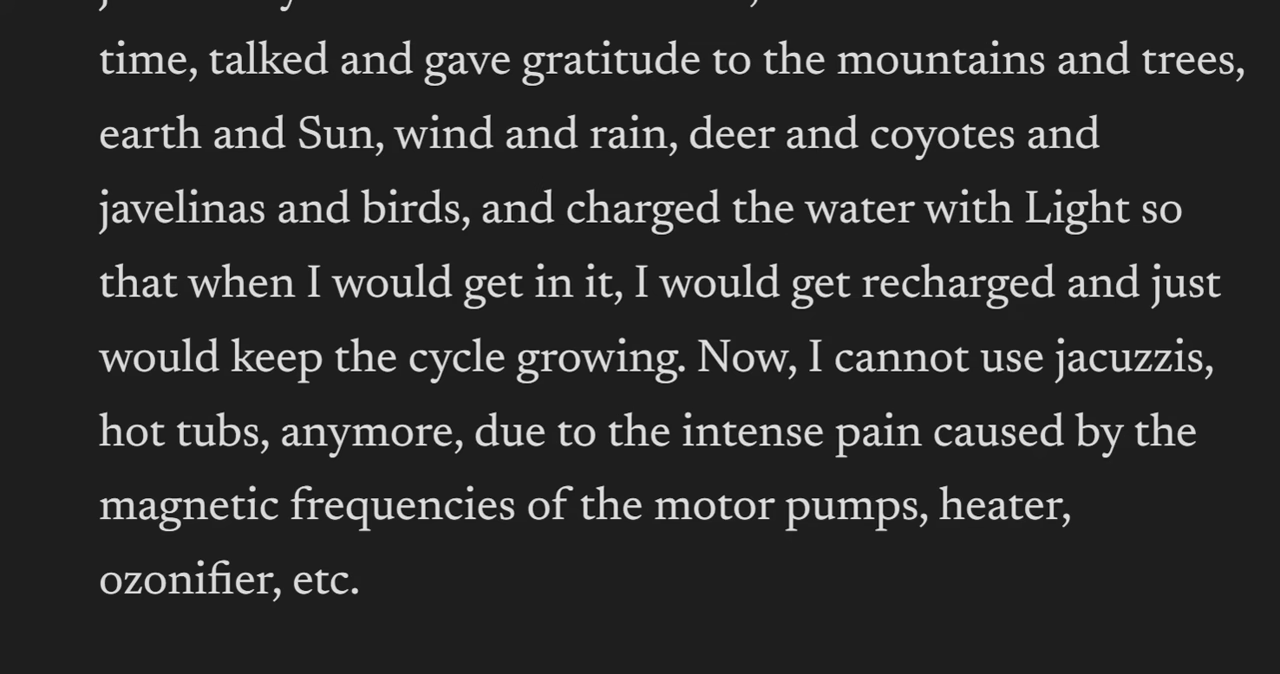 time, talked and gave gratitude to the mountains and trees,
earth and Sun, wind and rain, deer and coyotes and
javelinas and birds, and charged the water with Light so
that when I would get in it, I would get recharged and just
would keep the cycle growing. Now, I cannot use jacuzzis,
hot tubs, anymore, due to the intense pain caused by the
magnetic frequencies of the motor pumps, heater,
ozonifier, etc.